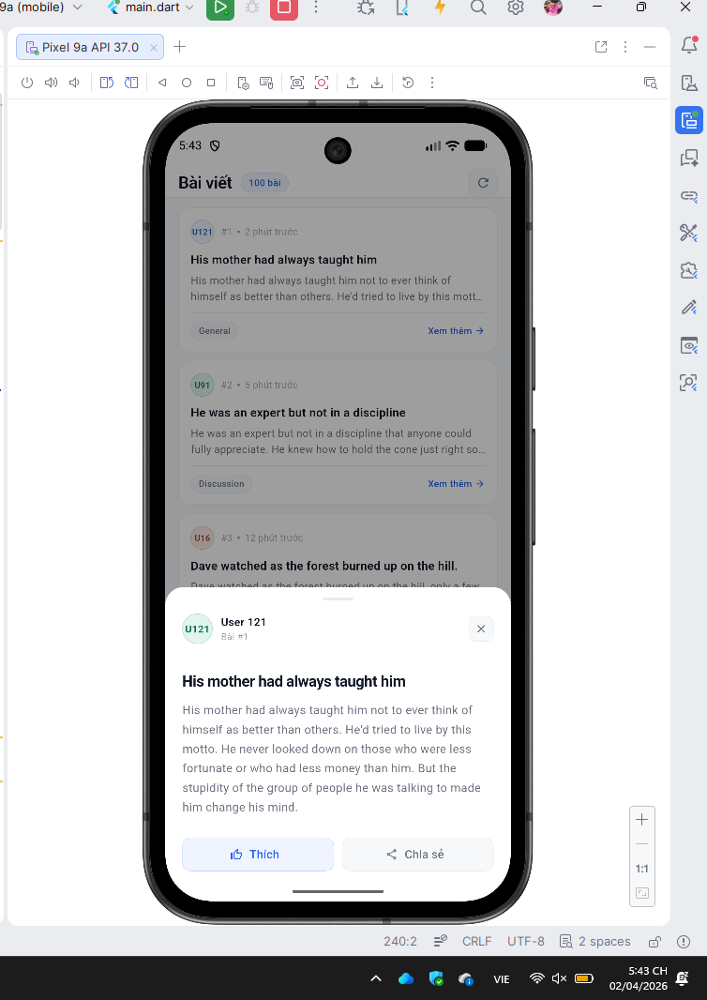 9a (mobile)
main.dart
Pixel 9a API 37.0
5:43
Bài viết
100 bài
U121 #1 • 2 phút trước
His mother had always taught him
His mother had always taught him not to ever think of
himself as better than others. He'd tried to live by this mott...
General
Xem thêm →
U91 #2 • 5 phút trước
He was an expert but not in a discipline
He was an expert but not in a discipline that anyone could
fully appreciate. He knew how to hold the cone just right so...
Discussion
Xem thêm →
U16 #3 • 12 phút trước
Dave watched as the forest burned up on the hill.
Dave watched as the forest burned up on the hill, only a few
U121
User 121
Bài #1
His mother had always taught him
His mother had always taught him not to ever think of
himself as better than others. He'd tried to live by this
motto. He never looked down on those who were less
fortunate or who had less money than him. But the
stupidity of the group of people he was talking to made
him change his mind.
Thích
Chia sẻ
1:1
240:2
CRLF
UTF-8
2 spaces
VIE
5:43 CH
02/04/2026